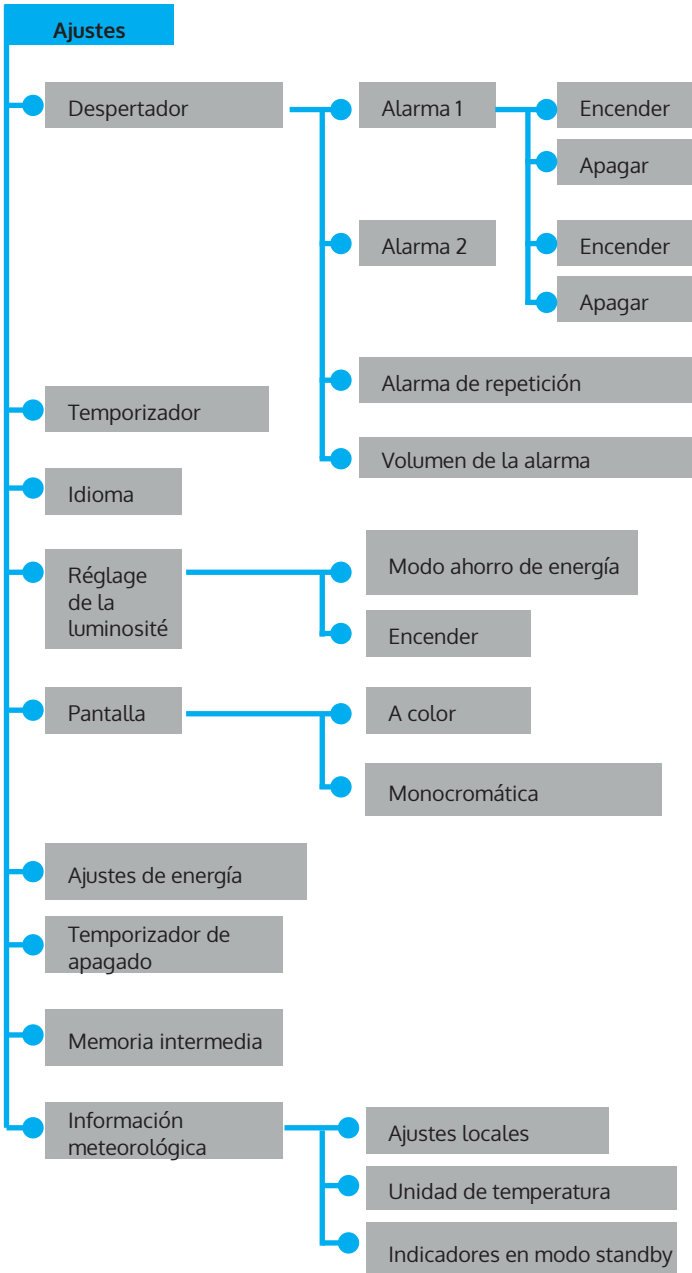 Ajustes
Despertador
Alarma 1
Encender
Apagar
Alarma 2
Encender
Apagar
Alarma de repetición
Volumen de la alarma
Temporizador
Idioma
Réglage
de la
luminosité
Modo ahorro de energía
Encender
Pantalla
A color
Monocromática
Ajustes de energía
Temporizador de
apagado
Memoria intermedia
Información
meteorológica
Ajustes locales
Unidad de temperatura
Indicadores en modo standby